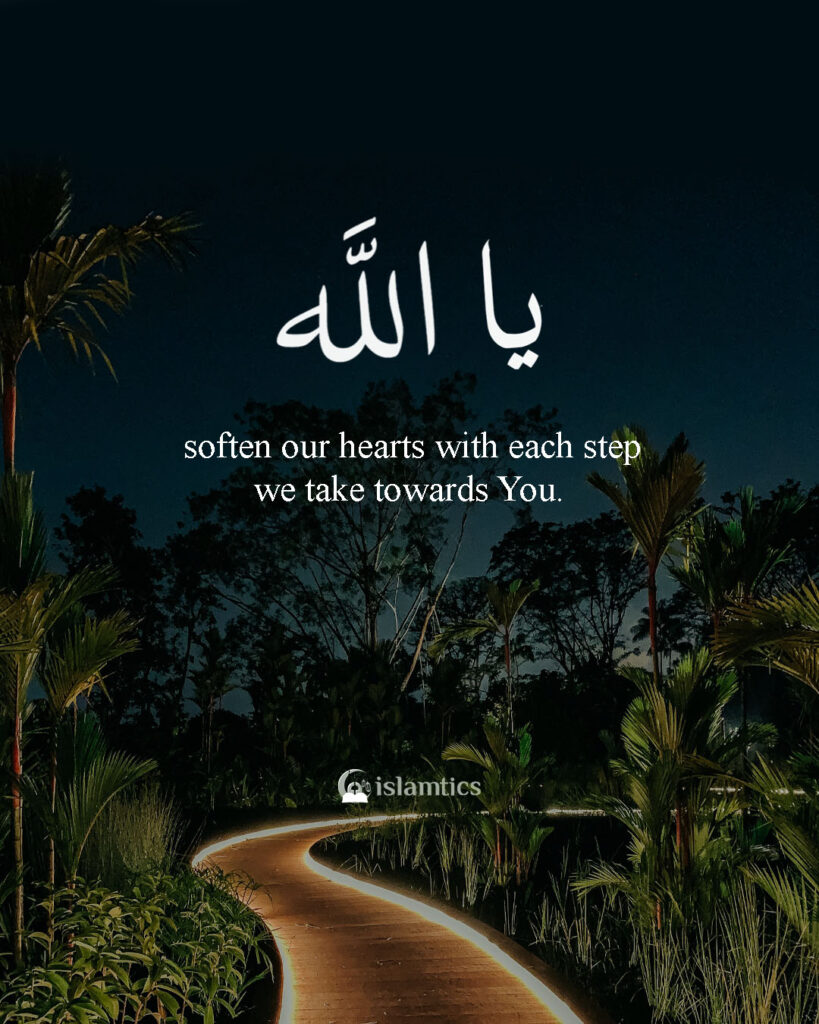 يا اللَّه
soften our hearts with each step
we take towards You.
islamtics